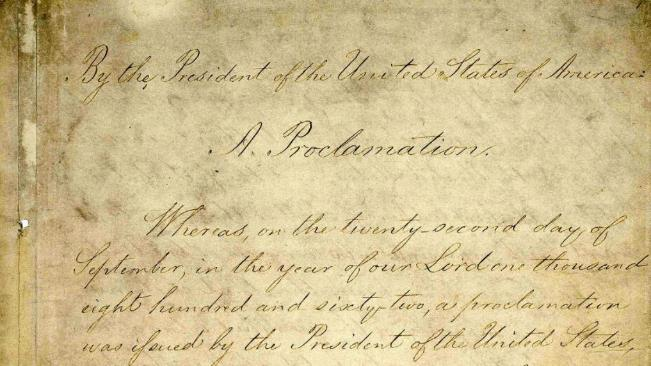 By the President of the United States of America:
A Proclamation.
Whereas, on the twenty-second day of
September, in the year of our Lord one thousand
eight hundred and sixty-two, a proclamation
was issued by the President of the United States,